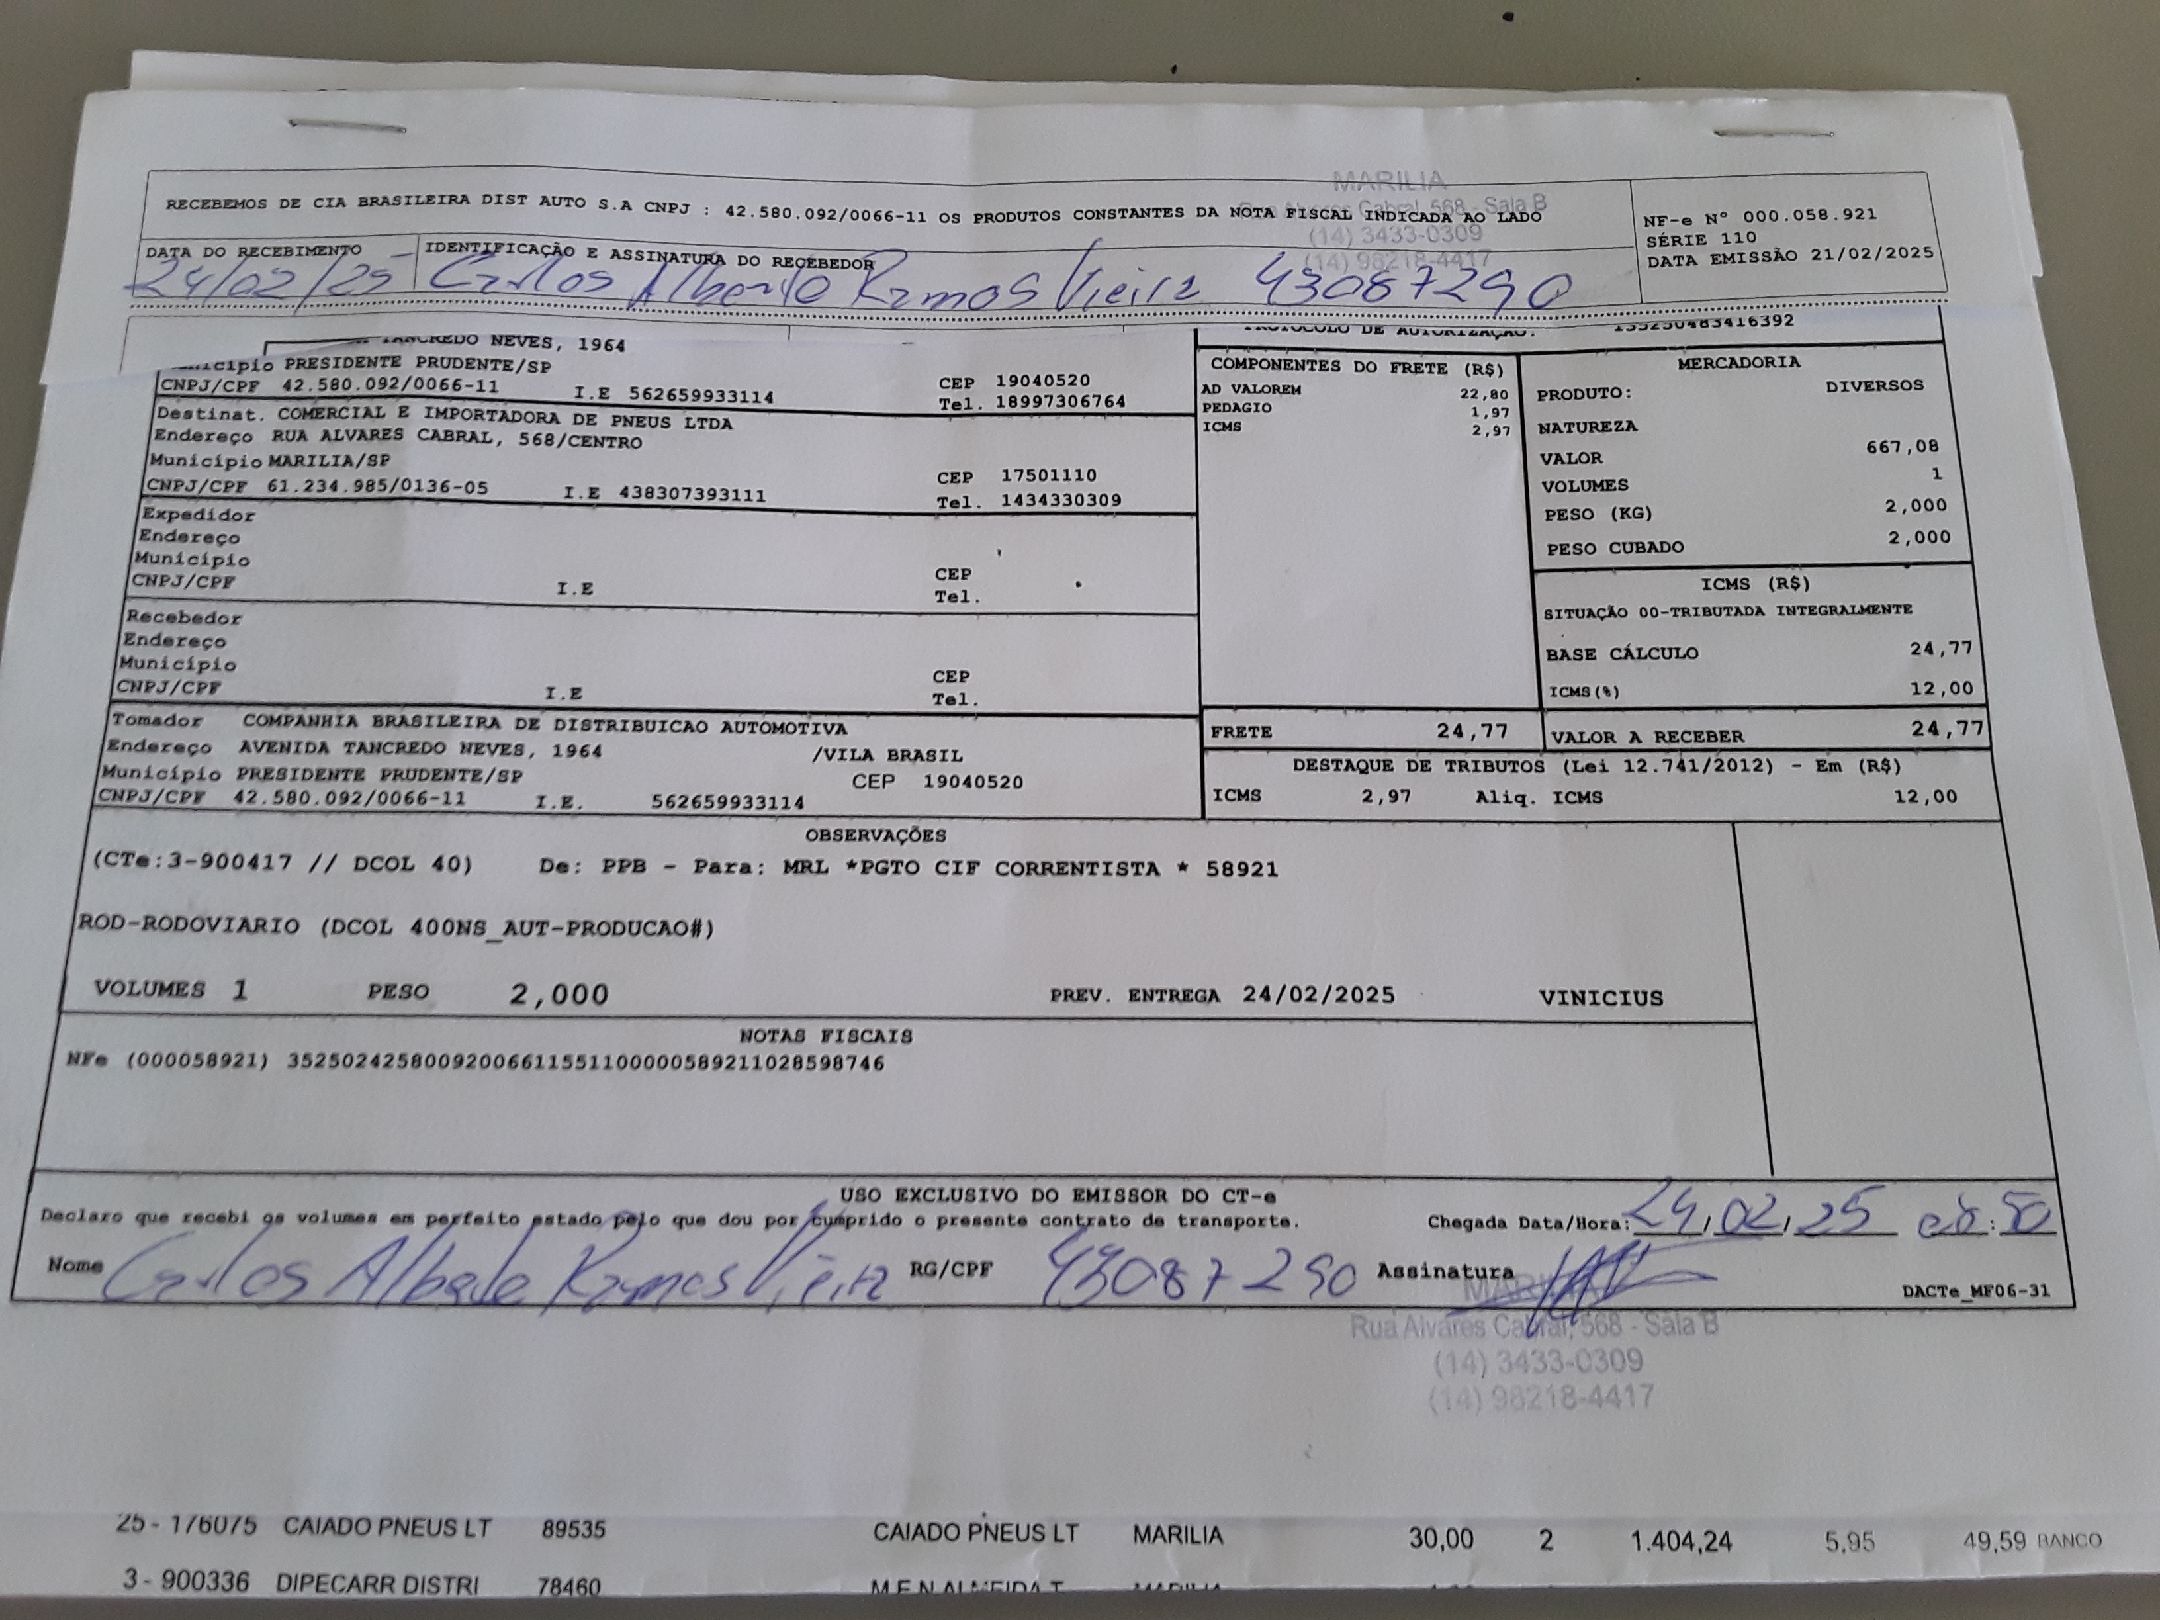 MARILIA
Rua Alvares Cabral, 568 - Sala B
(14) 3433-0309
(14) 98218-4417
RECEBEMOS DE CIA BRASILEIRA DIST AUTO S.A CNPJ : 42.580.092/0066-11 OS PRODUTOS CONSTANTES DA NOTA FISCAL INDICADA AO LADO
NF-e Nº 000.058.921
SÉRIE 110
DATA EMISSÃO 21/02/2025
DATA DO RECEBIMENTO IDENTIFICAÇÃO E ASSINATURA DO RECEBEDOR
24/02/25 Carlos Alberto Ramos Vieira 43087290
TANCREDO NEVES, 1964
Município PRESIDENTE PRUDENTE/SP CEP 19040520
CNPJ/CPF 42.580.092/0066-11 I.E 562659933114 Tel. 18997306764
Destinat. COMERCIAL E IMPORTADORA DE PNEUS LTDA
Endereço RUA ALVARES CABRAL, 568/CENTRO
Município MARILIA/SP CEP 17501110
CNPJ/CPF 61.234.985/0136-05 I.E 438307393111 Tel. 1434330309
Expedidor
Endereço
Município CEP
CNPJ/CPF I.E Tel.
Recebedor
Endereço
Município CEP
CNPJ/CPF I.E Tel.
Tomador COMPANHIA BRASILEIRA DE DISTRIBUICAO AUTOMOTIVA
Endereço AVENIDA TANCREDO NEVES, 1964 /VILA BRASIL
Município PRESIDENTE PRUDENTE/SP CEP 19040520
CNPJ/CPF 42.580.092/0066-11 I.E. 562659933114
PROTOCOLO DE AUTORIZAÇÃO: 135250483416392
COMPONENTES DO FRETE (R$)
AD VALOREM 22,80
PEDAGIO 1,97
ICMS 2,97
MERCADORIA
PRODUTO: DIVERSOS
NATUREZA
VALOR 667,08
VOLUMES 1
PESO (KG) 2,000
PESO CUBADO 2,000
ICMS (R$)
SITUAÇÃO 00-TRIBUTADA INTEGRALMENTE
BASE CÁLCULO 24,77
ICMS(%) 12,00
FRETE 24,77 VALOR A RECEBER 24,77
DESTAQUE DE TRIBUTOS (Lei 12.741/2012) - Em (R$)
ICMS 2,97 Aliq. ICMS 12,00
OBSERVAÇÕES
(CTe:3-900417 // DCOL 40) De: PPB - Para: MRL *PGTO CIF CORRENTISTA * 58921
ROD-RODOVIARIO (DCOL 400NS_AUT-PRODUCAO#)
VOLUMES 1 PESO 2,000 PREV. ENTREGA 24/02/2025 VINICIUS
NOTAS FISCAIS
NFe (000058921) 35250242580092006611551100000589211028598746
USO EXCLUSIVO DO EMISSOR DO CT-e
Declaro que recebi os volumes em perfeito estado pelo que dou por cumprido o presente contrato de transporte. Chegada Data/Hora: 24/02/25 :50
Nome Carlos Alberto Ramos Vieira RG/CPF 43087290 Assinatura
DACTe_MF06-31
MARILIA
Rua Alvares Cabral, 568 - Sala B
(14) 3433-0309
(14) 98218-4417
25 - 176075 CAIADO PNEUS LT 89535 CAIADO PNEUS LT MARILIA 30,00 2 1.404,24 5,95 49,59 BANCO
3 - 900336 DIPECARR DISTRI 78460 M.E.N ALMEIDA T MARILIA